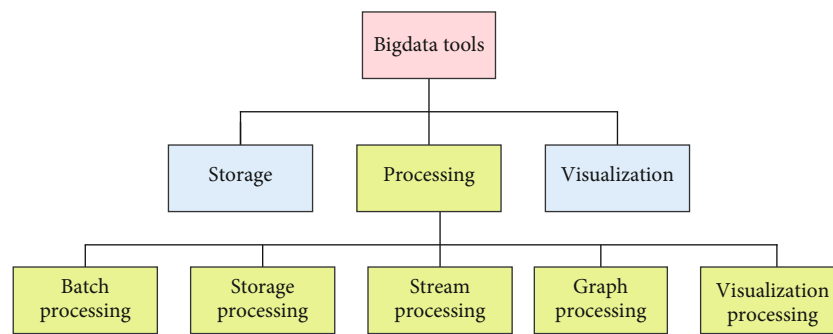 Bigdata tools
Storage
Processing
Visualization
Batch
processing
Storage
processing
Stream
processing
Graph
processing
Visualization
processing